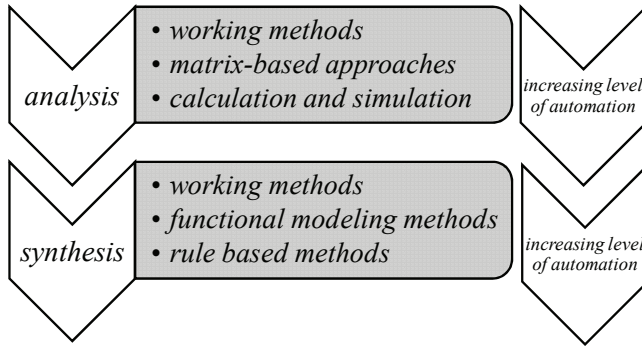 analysis
• working methods
• matrix-based approaches
• calculation and simulation
increasing level
of automation
synthesis
• working methods
• functional modeling methods
• rule based methods
increasing level
of automation